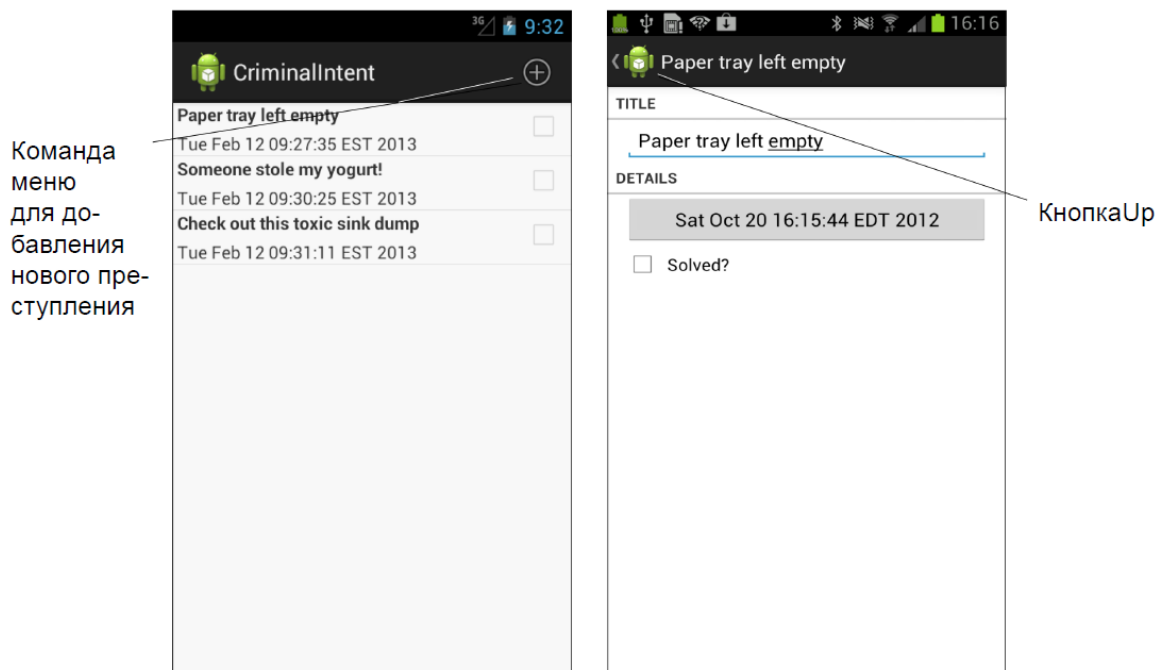 Команда
меню
для до-
бавления
нового пре-
ступления
3G 9:32
CriminalIntent
Paper tray left empty
Tue Feb 12 09:27:35 EST 2013
Someone stole my yogurt!
Tue Feb 12 09:30:25 EST 2013
Check out this toxic sink dump
Tue Feb 12 09:31:11 EST 2013
16:16
Paper tray left empty
TITLE
Paper tray left empty
DETAILS
Sat Oct 20 16:15:44 EDT 2012
Solved?
КнопкаUp